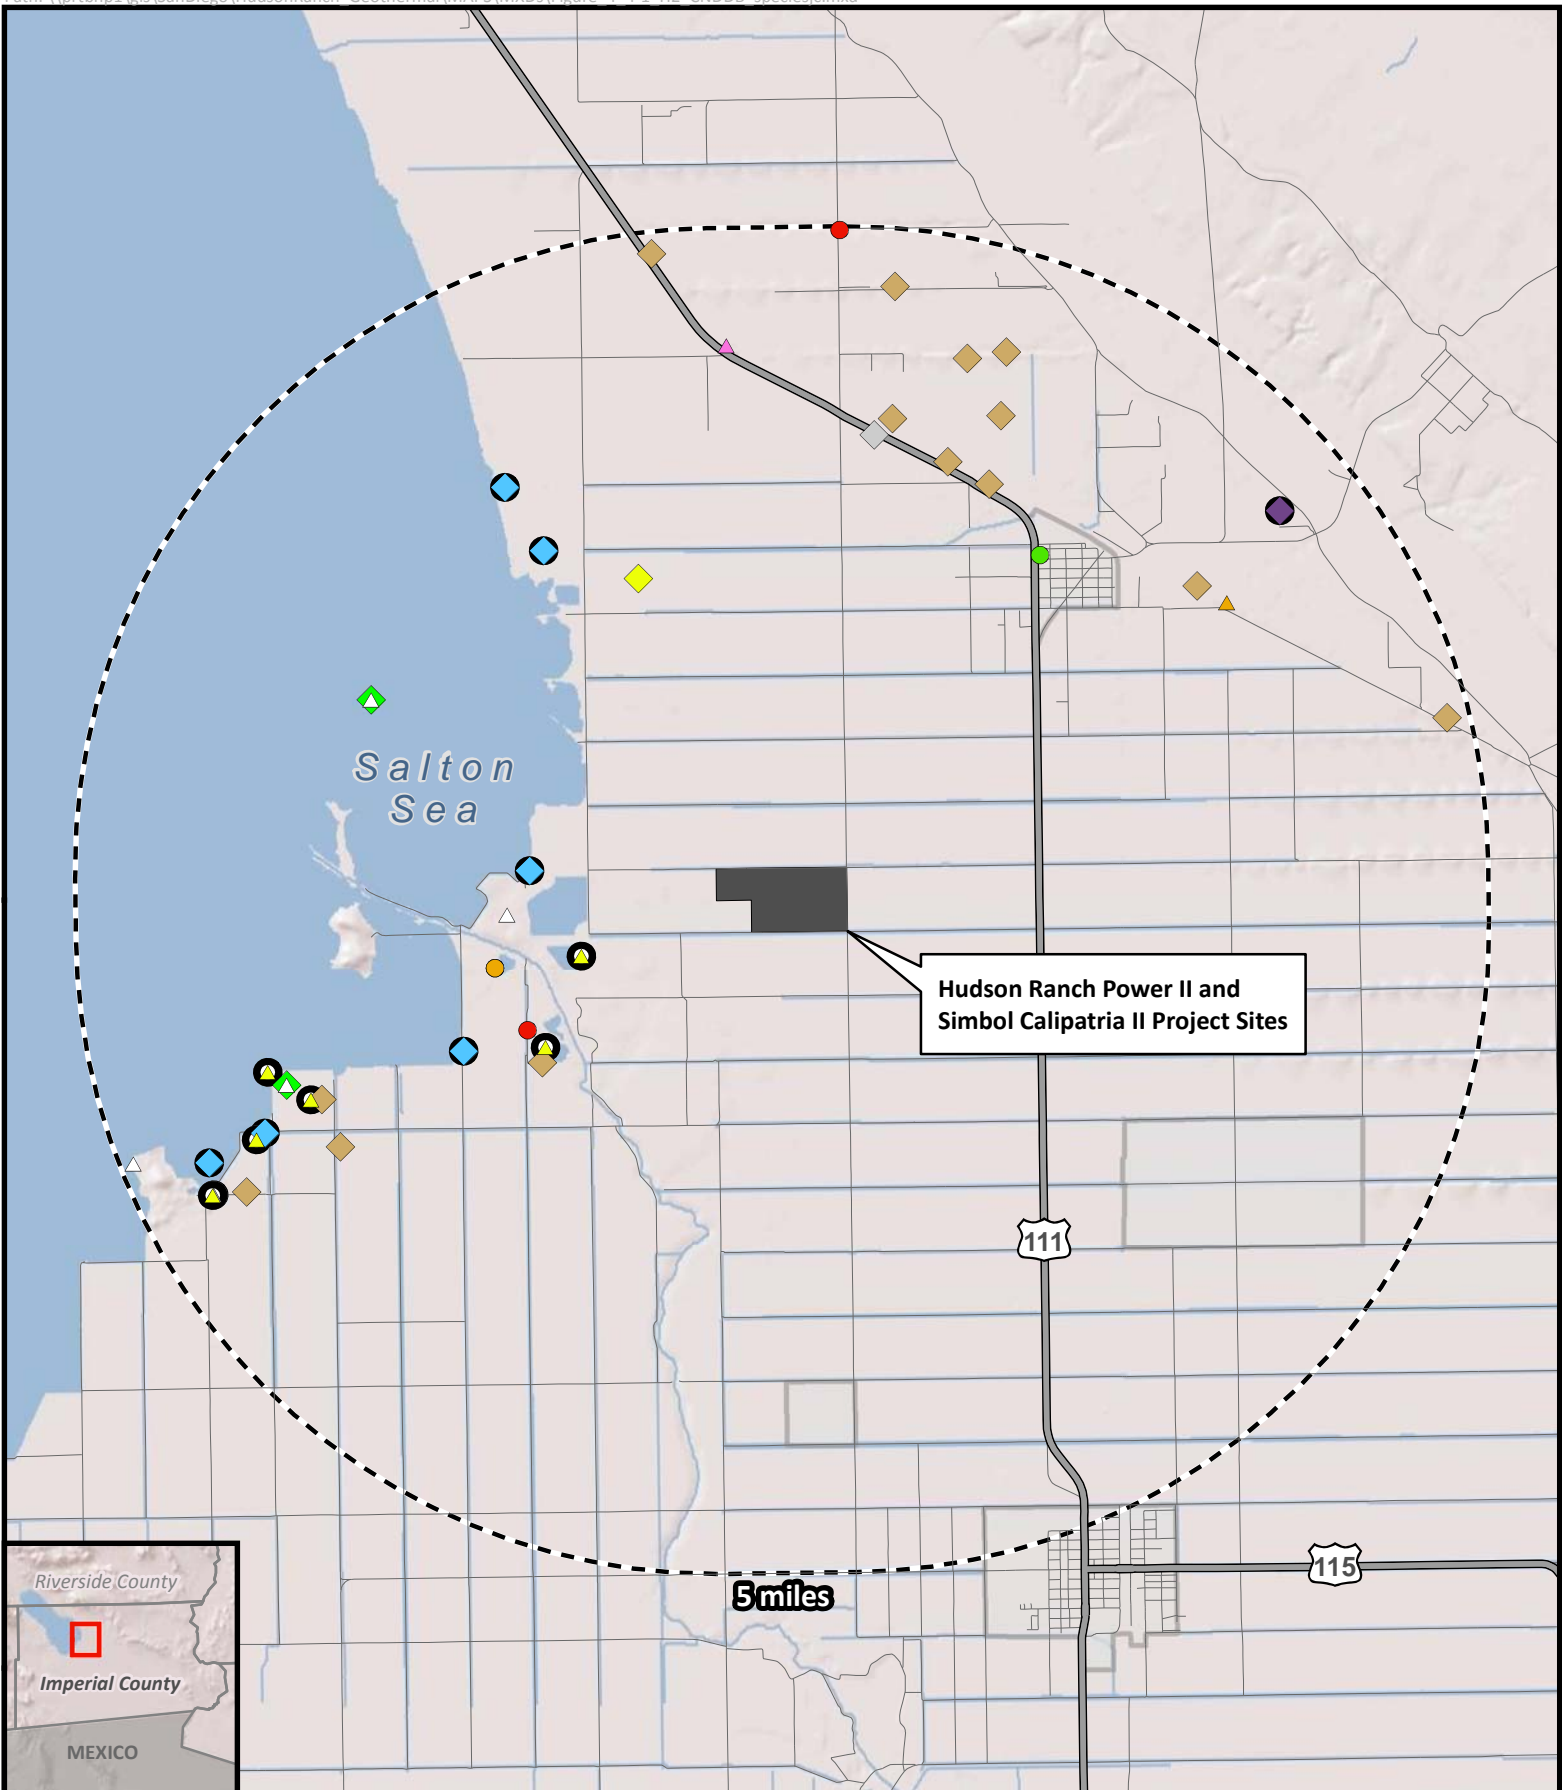 Salton
Sea
Hudson Ranch Power II and
Simbol Calipatria II Project Sites
111
115
5 miles
Riverside County
Imperial County
MEXICO